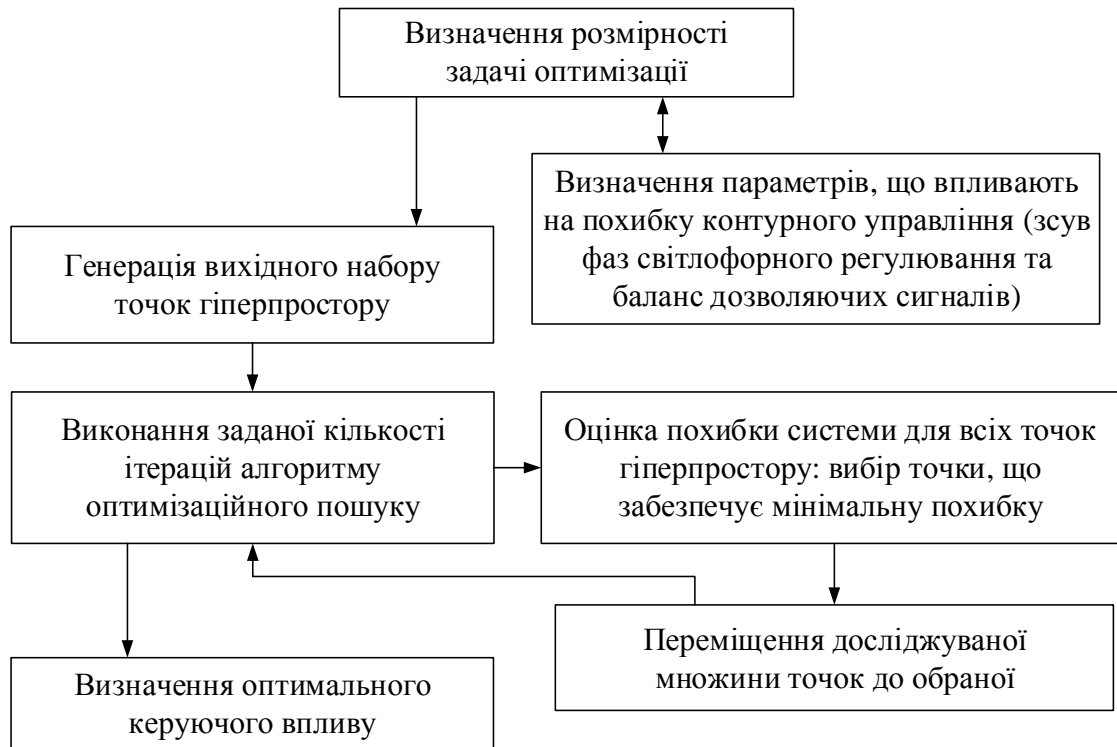 Визначення розмірності
задачі оптимізації
Визначення параметрів, що впливають
на похибку контурного управління (зсув
фаз світлофорного регулювання та
баланс дозволяючих сигналів)
Генерація вихідного набору
точок гіперпростору
Виконання заданої кількості
ітерацій алгоритму
оптимізаційного пошуку
Оцінка похибки системи для всіх точок
гіперпростору: вибір точки, що
забезпечує мінімальну похибку
Переміщення досліджуваної
множини точок до обраної
Визначення оптимального
керуючого впливу